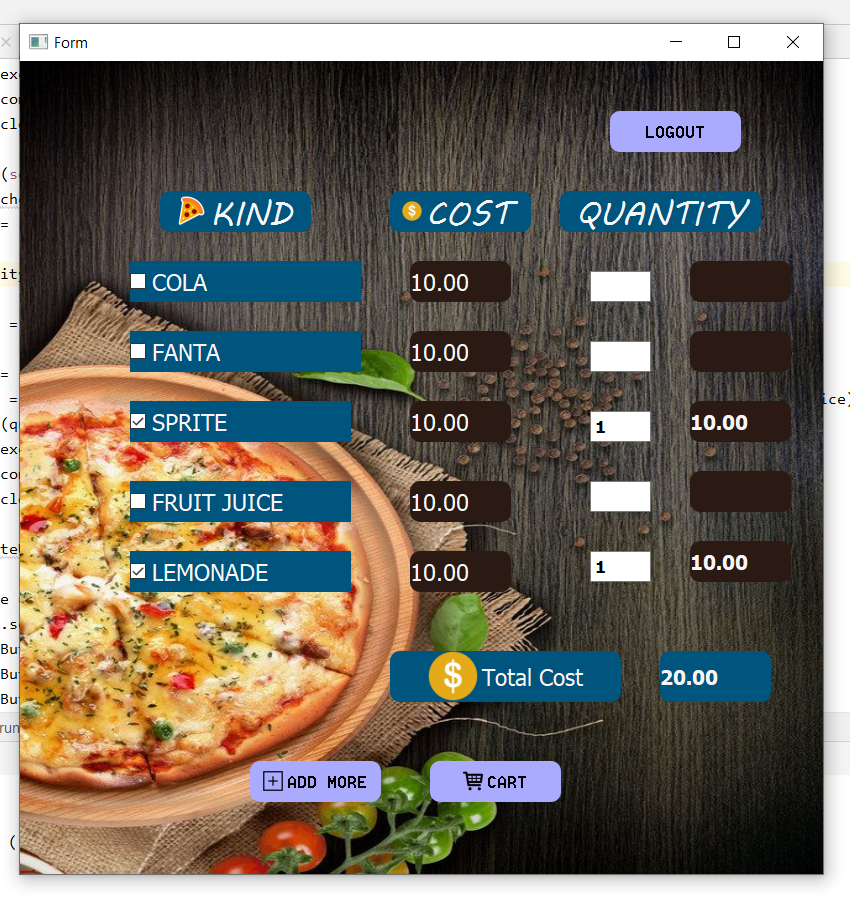 Form
LOGOUT
KIND COST QUANTITY
COLA 10.00
FANTA 10.00
SPRITE 10.00 1 10.00
FRUIT JUICE 10.00
LEMONADE 10.00 1 10.00
$ Total Cost 20.00
ADD MORE CART